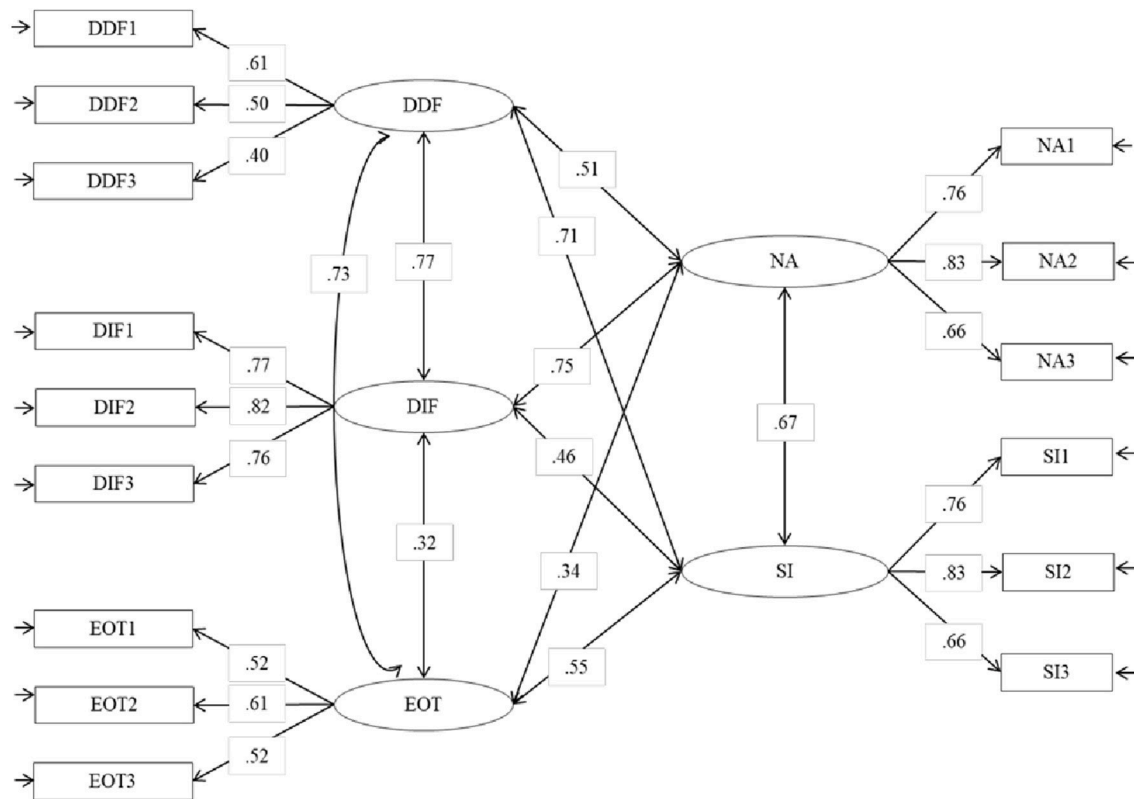 DDF1
.61
DDF2
.50
DDF
DDF3
.40
NA1
.51
.76
.71
NA
.83
NA2
.73
.77
.66
DIF1
.77
.75
NA3
DIF2
.82
DIF
.67
DIF3
.76
.46
SI1
.76
.32
.34
SI
.83
SI2
EOT1
.52
.55
.66
SI3
EOT2
.61
EOT
EOT3
.52